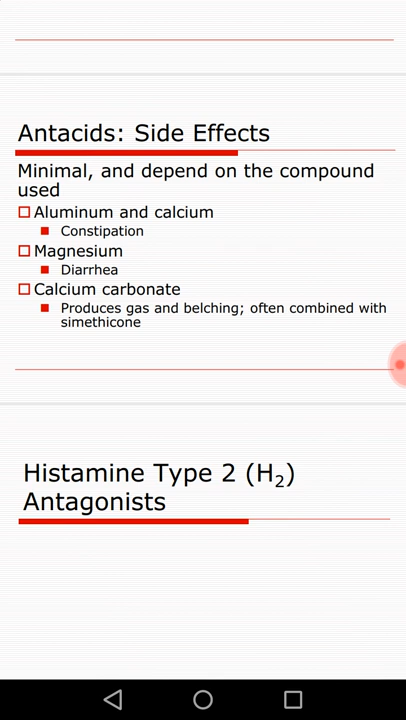 Antacids: Side Effects
Minimal, and depend on the compound
used
Aluminum and calcium
Constipation
Magnesium
Diarrhea
Calcium carbonate
Produces gas and belching; often combined with
simethicone
Histamine Type 2 (H₂)
Antagonists